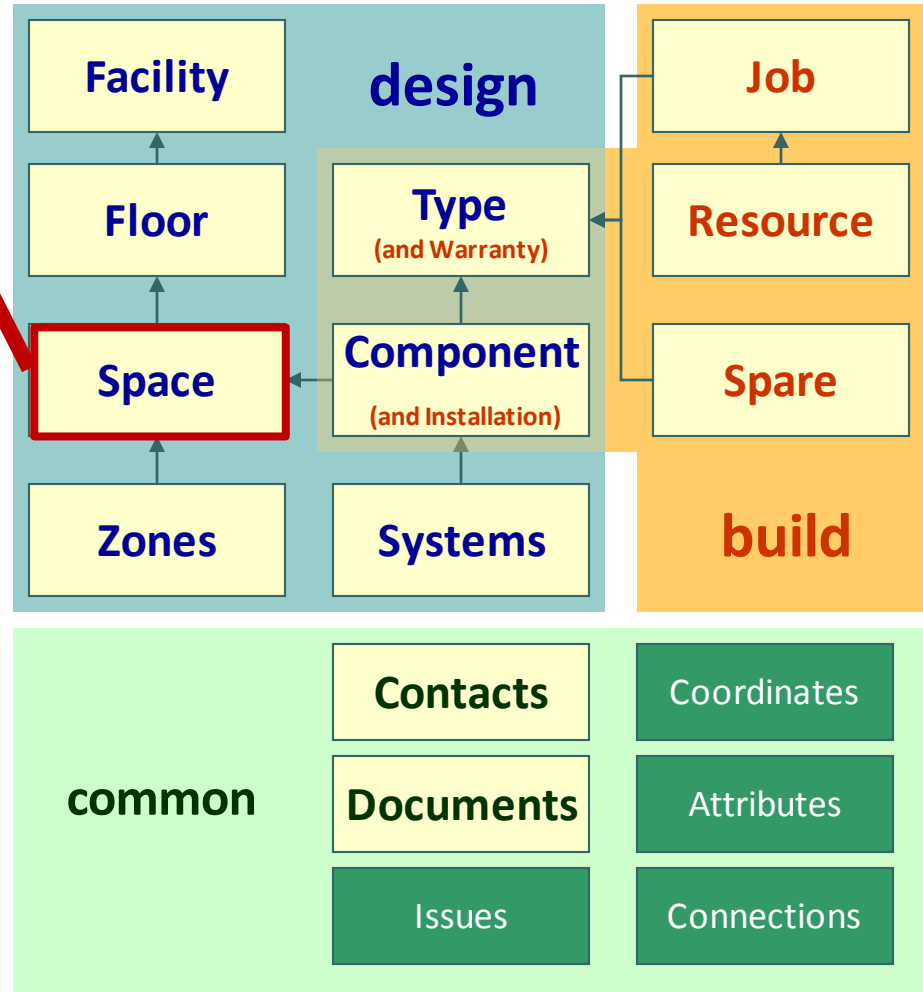 Facility
design
Job
Floor
Type
(and Warranty)
Resource
Space
Component
(and Installation)
Spare
Zones
Systems
build
Contacts
Coordinates
common
Documents
Attributes
Issues
Connections